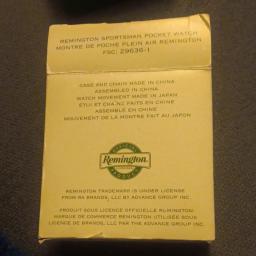 REMINGTON SPORTSMAN POCKET WATCH
MONTRE DE POCHE PLEIN AIR REMINGTON
FSC: 29636-1
CASE AND CHAIN MADE IN CHINA
ASSEMBLED IN CHINA
WATCH MOVEMENT MADE IN JAPAN
ETUI ET CHAINE FAITS EN CHINE
ASSEMBLÉ EN CHINE
MOUVEMENT DE LA MONTRE FAIT AU JAPON
Remington
REMINGTON TRADEMARK IS UNDER LICENSE
FROM RA BRANDS, LLC BY ADVANCE GROUP INC.
PRODUIT SOUS LICENCE OFFICIELLE REMINGTON
MARQUE DE COMMERCE REMINGTON UTILISÉE SOUS
LICENCE DE BRANDS, LLC PAR THE ADVANCE GROUP INC.